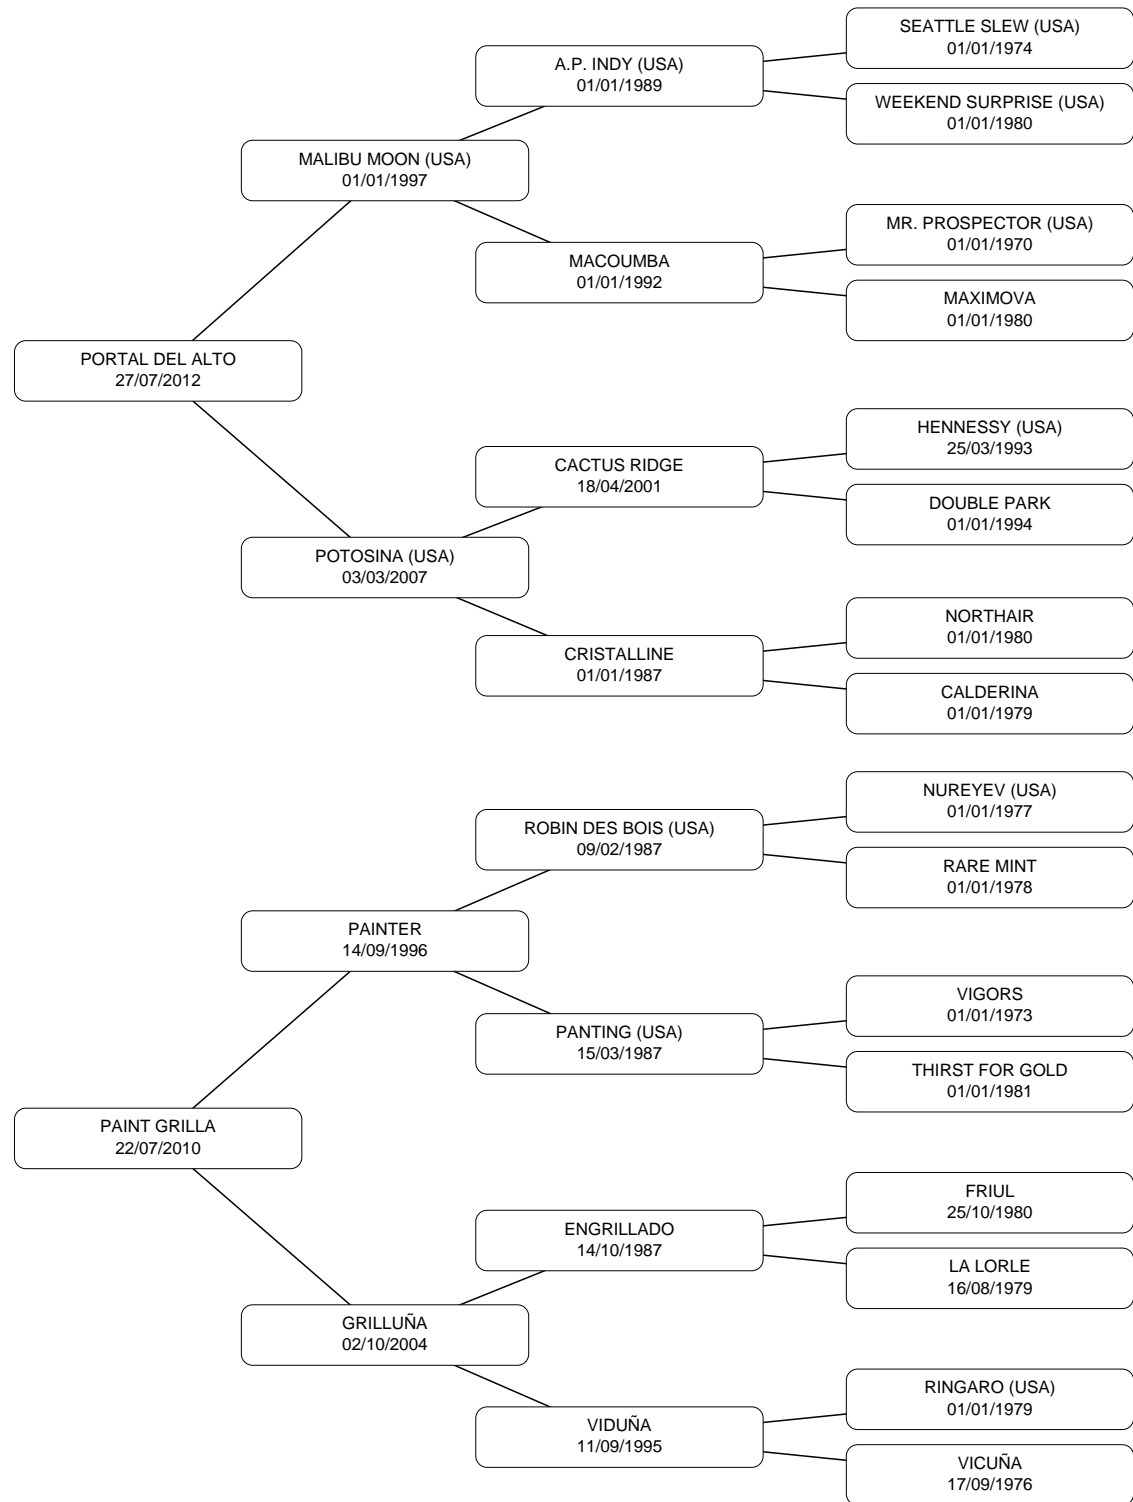 SEATTLE SLEW (USA)
01/01/1974
A.P. INDY (USA)
01/01/1989
WEEKEND SURPRISE (USA)
01/01/1980
MALIBU MOON (USA)
01/01/1997
MR. PROSPECTOR (USA)
01/01/1970
MACOUMBA
01/01/1992
MAXIMOVA
01/01/1980
PORTAL DEL ALTO
27/07/2012
HENNESSY (USA)
25/03/1993
CACTUS RIDGE
18/04/2001
DOUBLE PARK
01/01/1994
POTOSINA (USA)
03/03/2007
NORTHAIR
01/01/1980
CRISTALLINE
01/01/1987
CALDERINA
01/01/1979
NUREYEV (USA)
01/01/1977
ROBIN DES BOIS (USA)
09/02/1987
RARE MINT
01/01/1978
PAINTER
14/09/1996
VIGORS
01/01/1973
PANTING (USA)
15/03/1987
THIRST FOR GOLD
01/01/1981
PAINT GRILLA
22/07/2010
FRIUL
25/10/1980
ENGRILLADO
14/10/1987
LA LORLE
16/08/1979
GRILLUÑA
02/10/2004
RINGARO (USA)
01/01/1979
VIDUÑA
11/09/1995
VICUÑA
17/09/1976